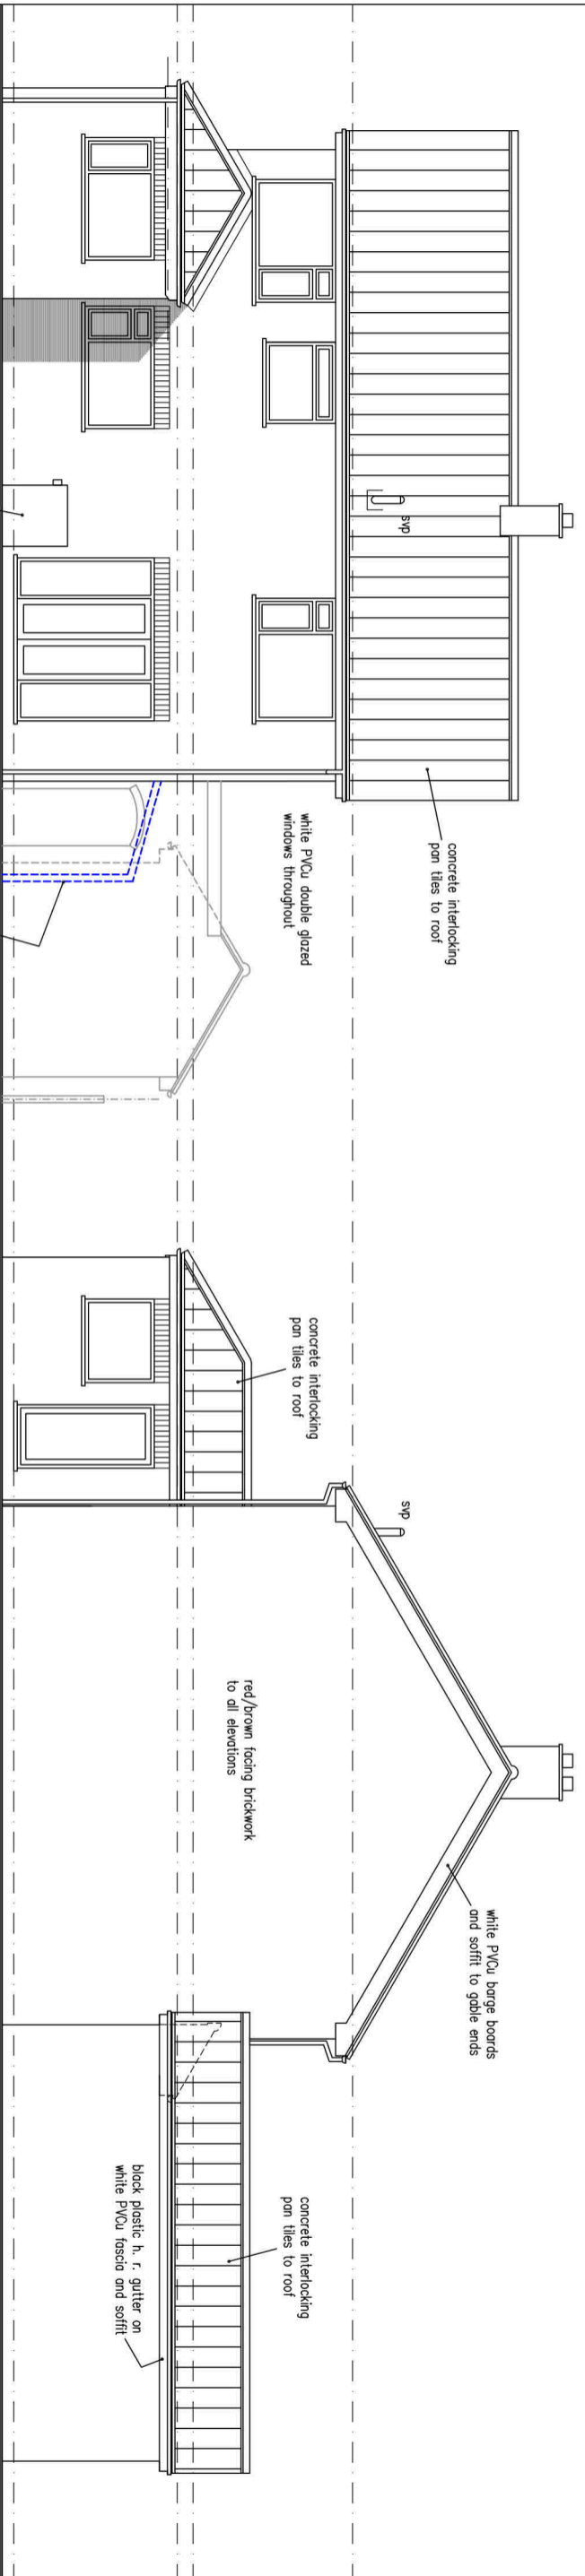 svp
concrete interlocking
pan tiles to roof
white PVCu double glazed
windows throughout
concrete interlocking
pan tiles to roof
svp
red/brown facing brickwork
to all elevations
white PVCu barge boards
and soffit to gable ends
concrete interlocking
pan tiles to roof
black plastic h. r. gutter on
white PVCu fascia and soffit